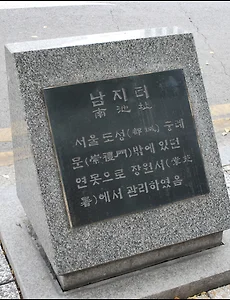 남지터
南池址
서울 도성(都城) 숭례
문(崇禮門)밖에 있던
연못으로 장원서(掌苑
署)에서 관리하였음